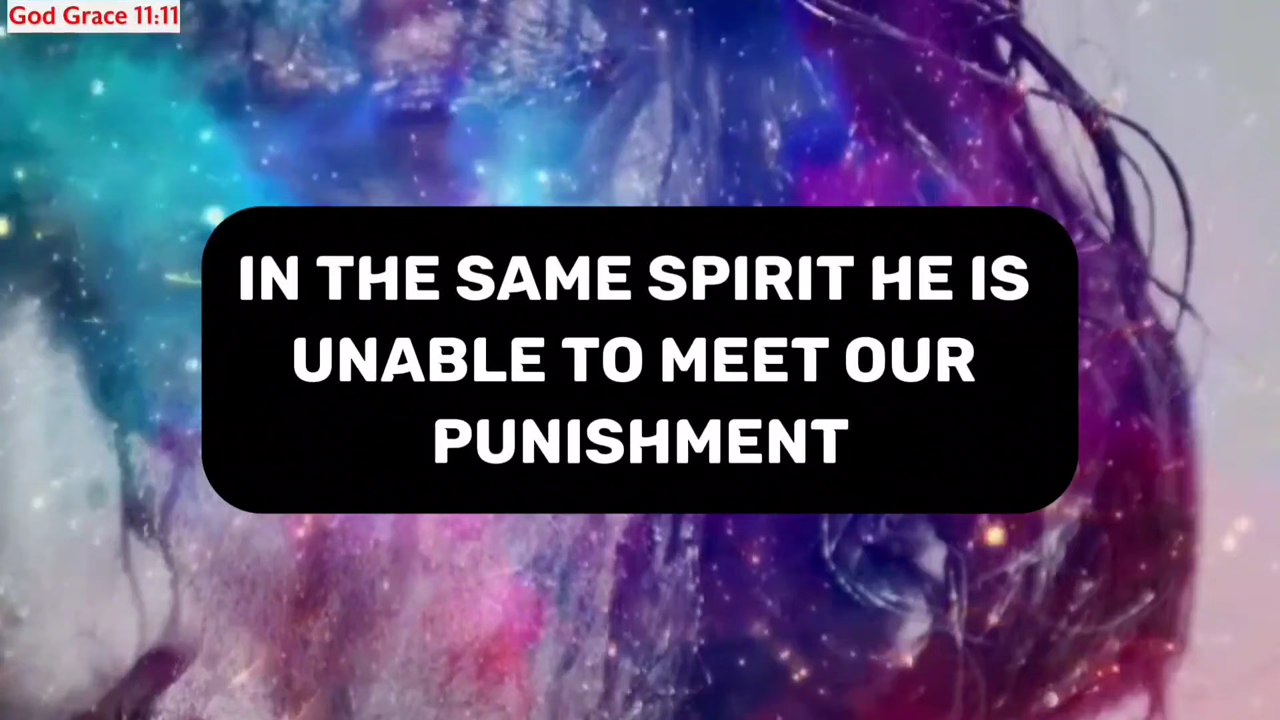 God Grace 11:11
IN THE SAME SPIRIT HE IS
UNABLE TO MEET OUR
PUNISHMENT